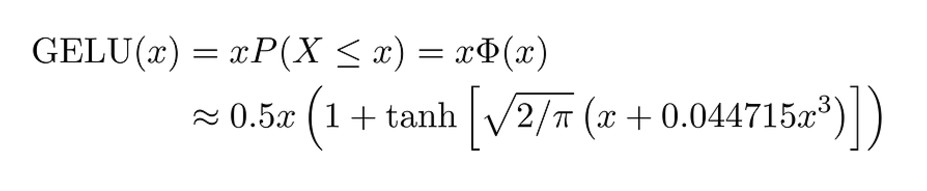 GELU(x) = xP(X ≤ x) = xΦ(x)
≈ 0.5x (1 + tanh [√2/π (x + 0.044715x³)])